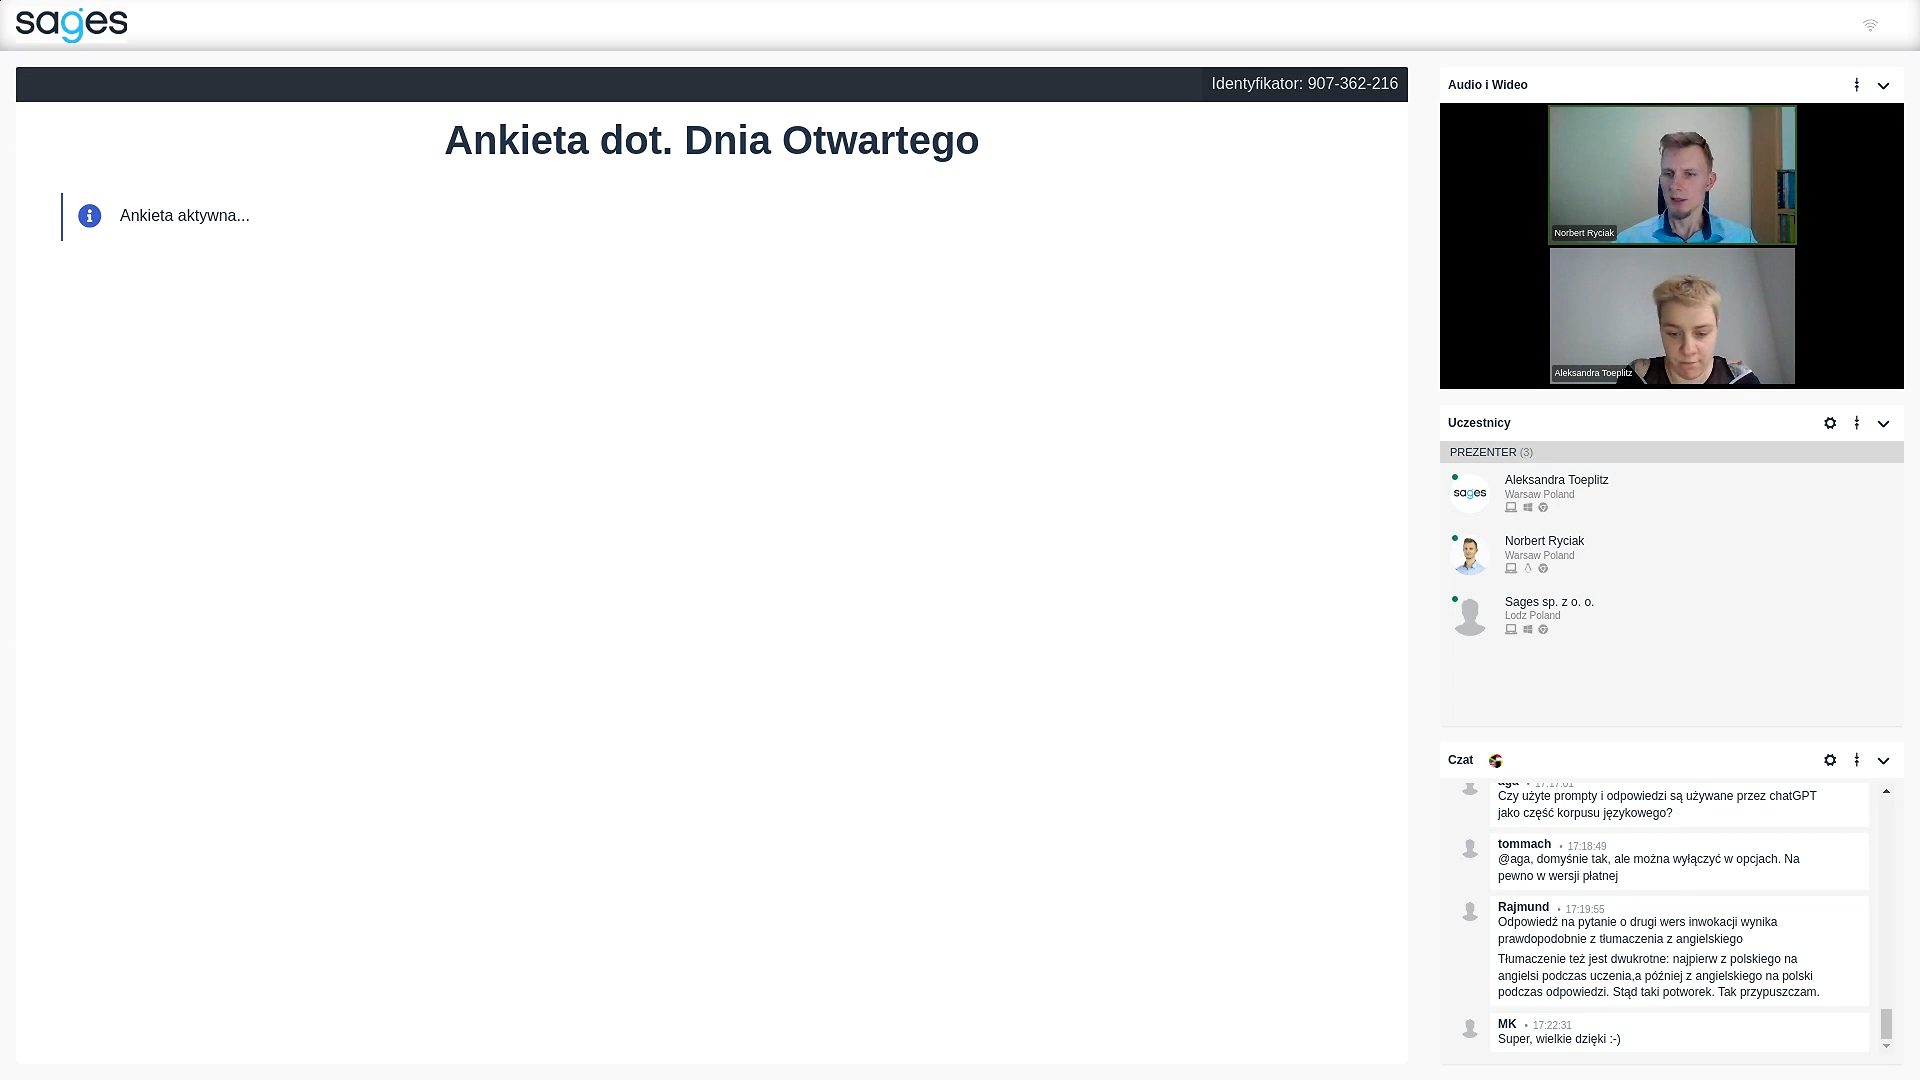 sages
Identyfikator: 907-362-216
Ankieta dot. Dnia Otwartego
Ankieta aktywna...
Audio i Wideo
Norbert Ryciak
Aleksandra Toeplitz
Uczestnicy
PREZENTER (3)
sages
Aleksandra Toeplitz
Warsaw Poland
Norbert Ryciak
Warsaw Poland
Sages sp. z o. o.
Lodz Poland
Czat
aga • 17:17:01
Czy użyte prompty i odpowiedzi są używane przez chatGPT
jako część korpusu językowego?
tommach • 17:18:49
@aga, domyśnie tak, ale można wyłączyć w opcjach. Na
pewno w wersji płatnej
Rajmund • 17:19:55
Odpowiedź na pytanie o drugi wers inwokacji wynika
prawdopodobnie z tłumaczenia z angielskiego
Tłumaczenie też jest dwukrotne: najpierw z polskiego na
angielsi podczas uczenia,a później z angielskiego na polski
podczas odpowiedzi. Stąd taki potworek. Tak przypuszczam.
MK • 17:22:31
Super, wielkie dzięki :-)